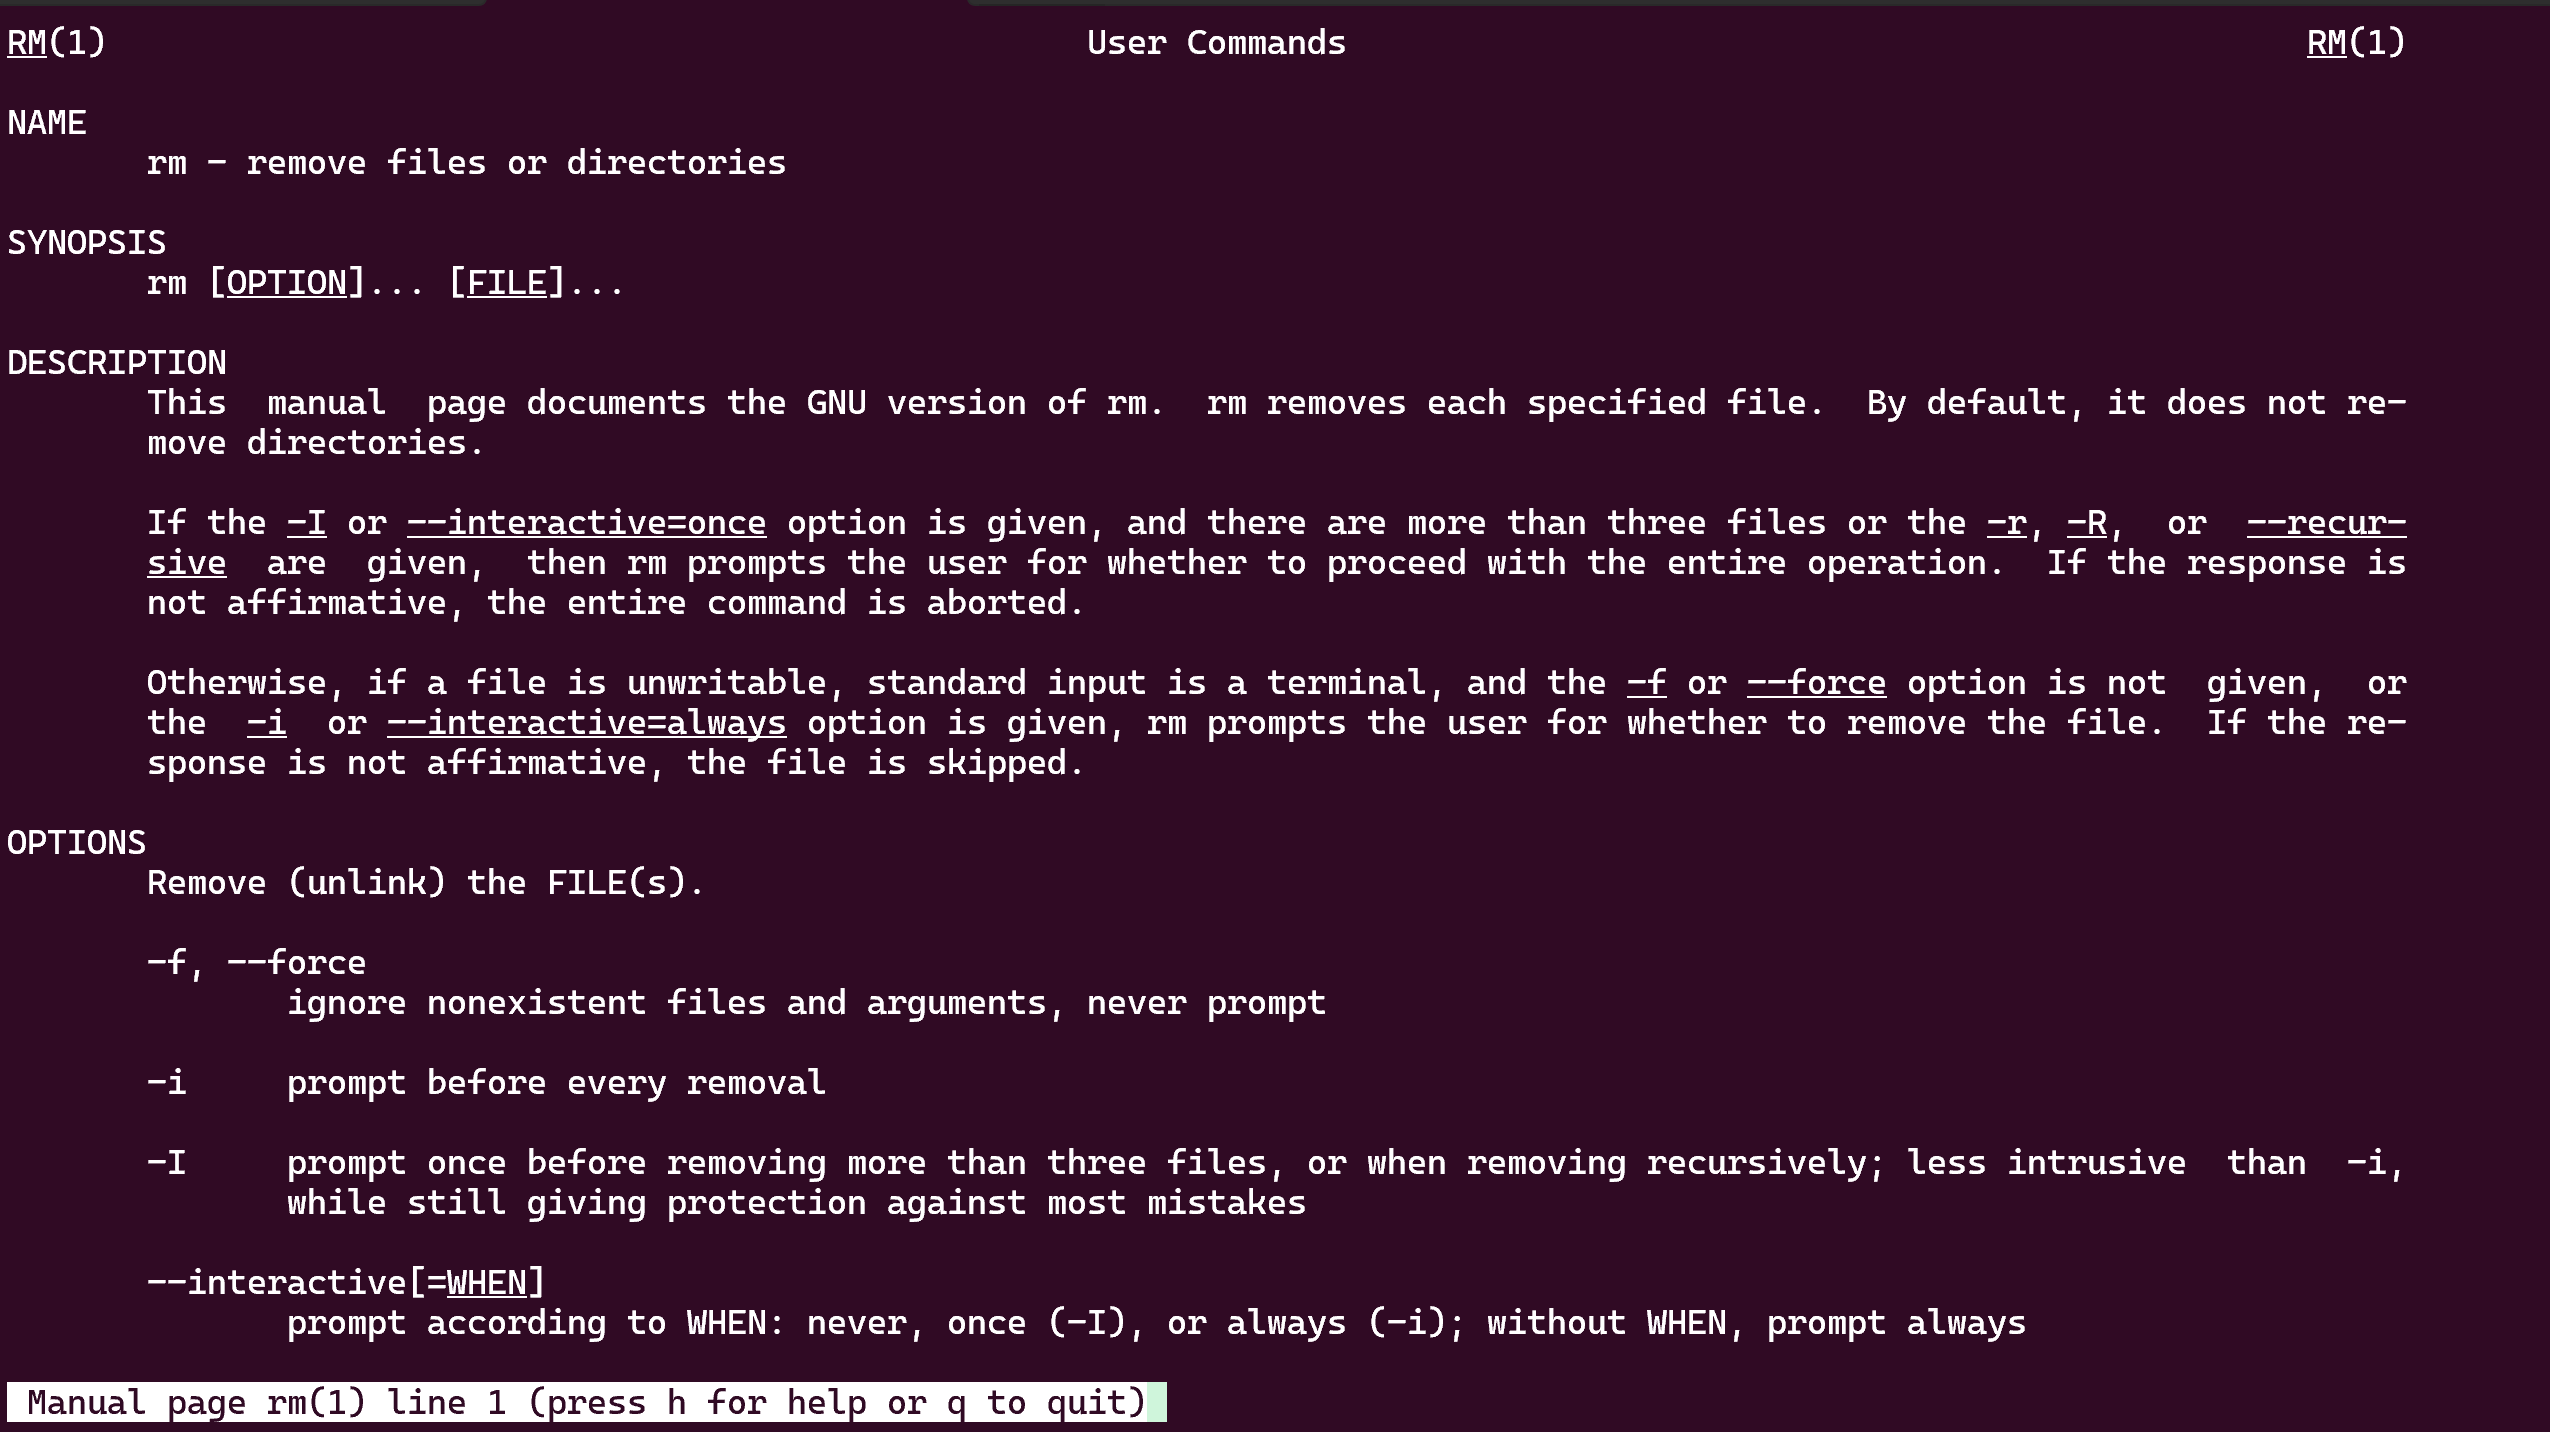 RM(1) User Commands RM(1)
NAME
rm - remove files or directories
SYNOPSIS
rm [OPTION]... [FILE]...
DESCRIPTION
This manual page documents the GNU version of rm. rm removes each specified file. By default, it does not re-
move directories.
If the -I or --interactive=once option is given, and there are more than three files or the -r, -R, or --recur-
sive are given, then rm prompts the user for whether to proceed with the entire operation. If the response is
not affirmative, the entire command is aborted.
Otherwise, if a file is unwritable, standard input is a terminal, and the -f or --force option is not given, or
the -i or --interactive=always option is given, rm prompts the user for whether to remove the file. If the re-
sponse is not affirmative, the file is skipped.
OPTIONS
Remove (unlink) the FILE(s).
-f, --force
ignore nonexistent files and arguments, never prompt
-i prompt before every removal
-I prompt once before removing more than three files, or when removing recursively; less intrusive than -i,
while still giving protection against most mistakes
--interactive[=WHEN]
prompt according to WHEN: never, once (-I), or always (-i); without WHEN, prompt always
Manual page rm(1) line 1 (press h for help or q to quit)